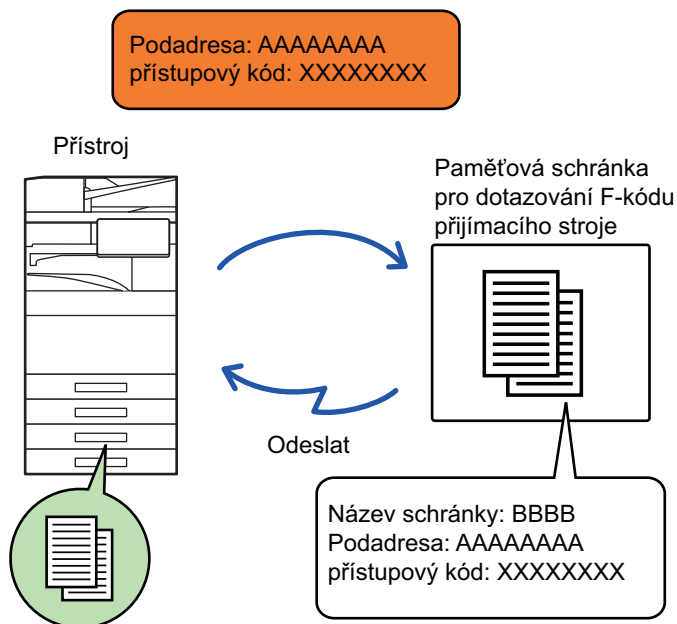 Podadresa: AAAAAAAA
přístupový kód: XXXXXXXX
Přístroj
Paměťová schránka
pro dotazování F-kódu
přijímacího stroje
Odeslat
Název schránky: BBBB
Podadresa: AAAAAAAA
přístupový kód: XXXXXXXX